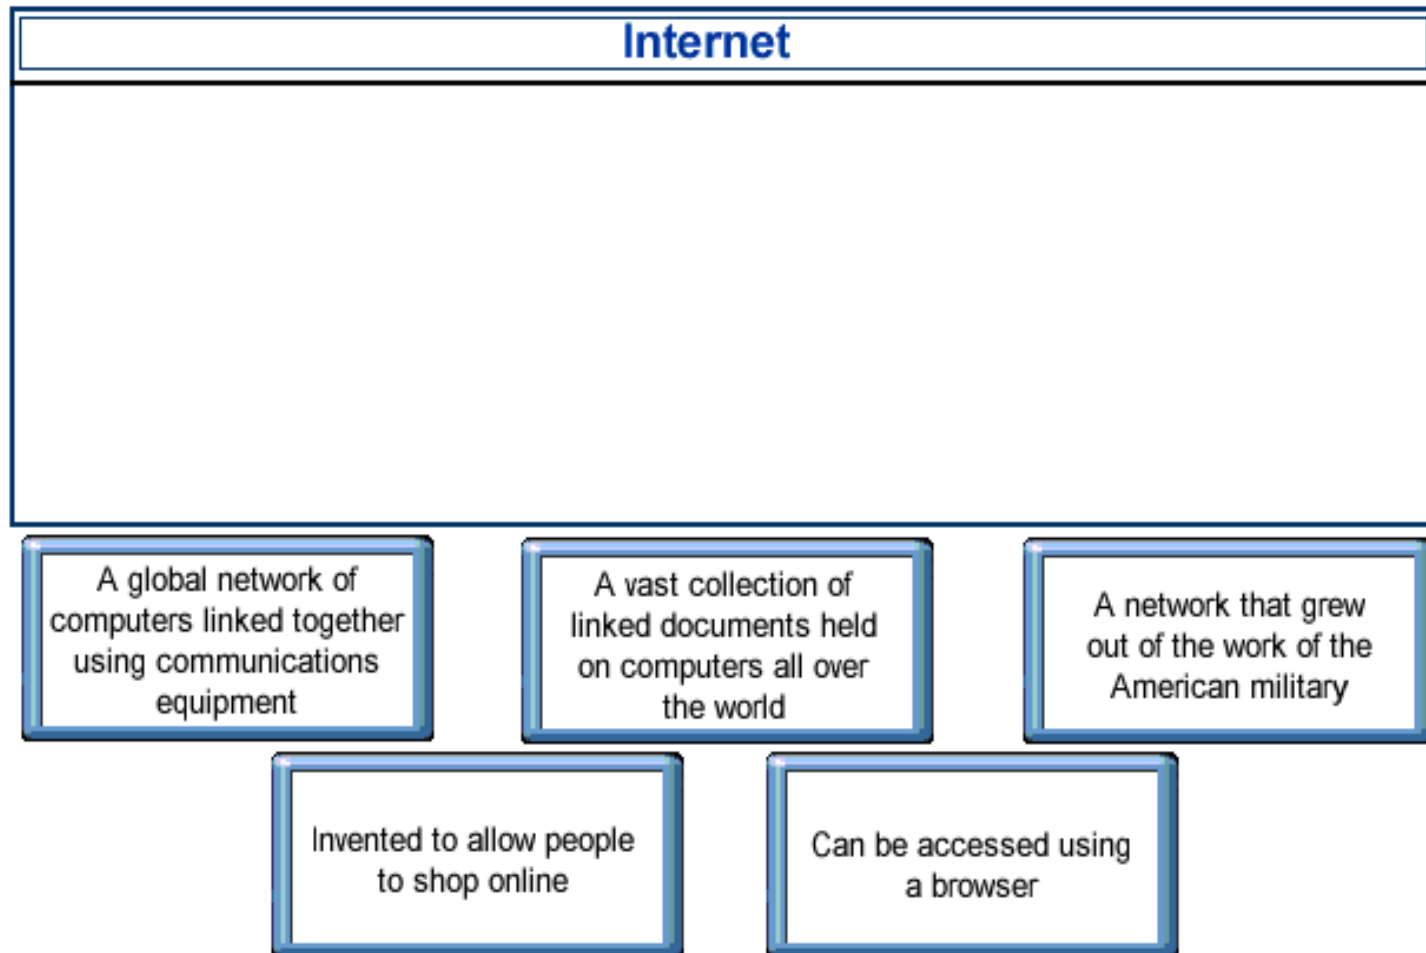 Internet
A global network of
computers linked together
using communications
equipment
A vast collection of
linked documents held
on computers all over
the world
A network that grew
out of the work of the
American military
Invented to allow people
to shop online
Can be accessed using
a browser